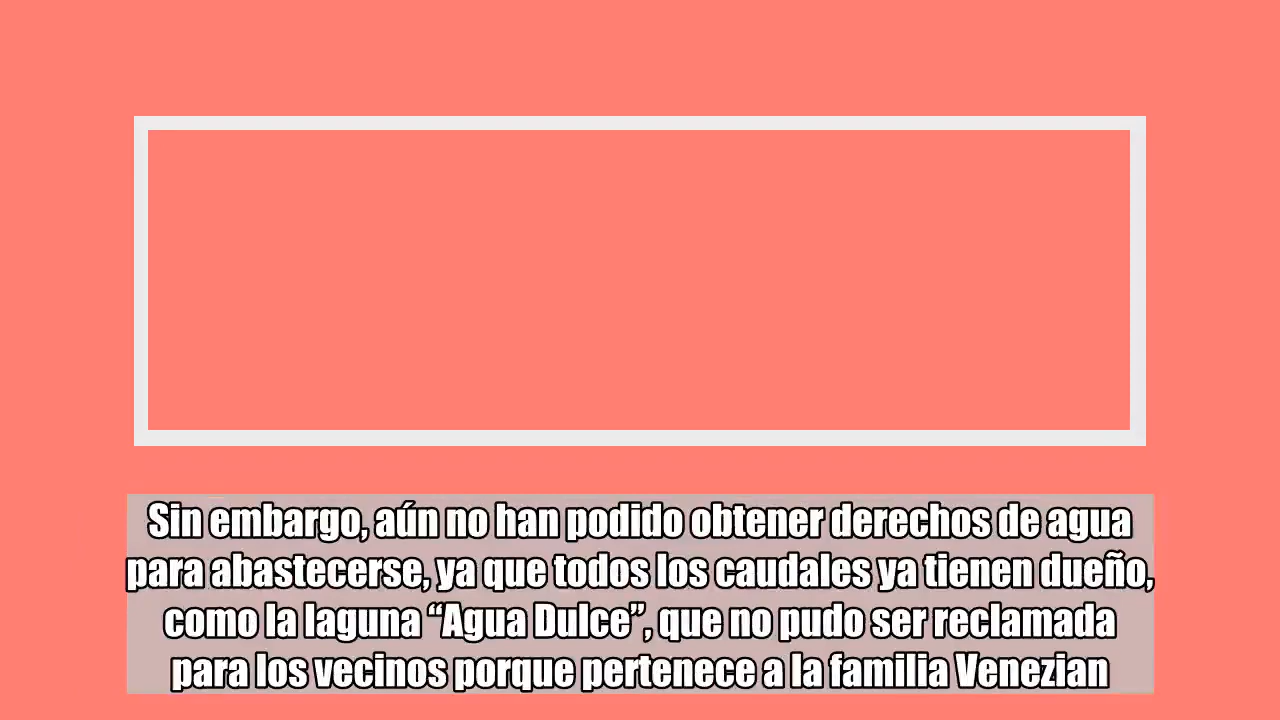 Sin embargo, aún no han podido obtener derechos de agua
para abastecerse, ya que todos los caudales ya tienen dueño,
como la laguna “Agua Dulce”, que no pudo ser reclamada
para los vecinos porque pertenece a la familia Venezian